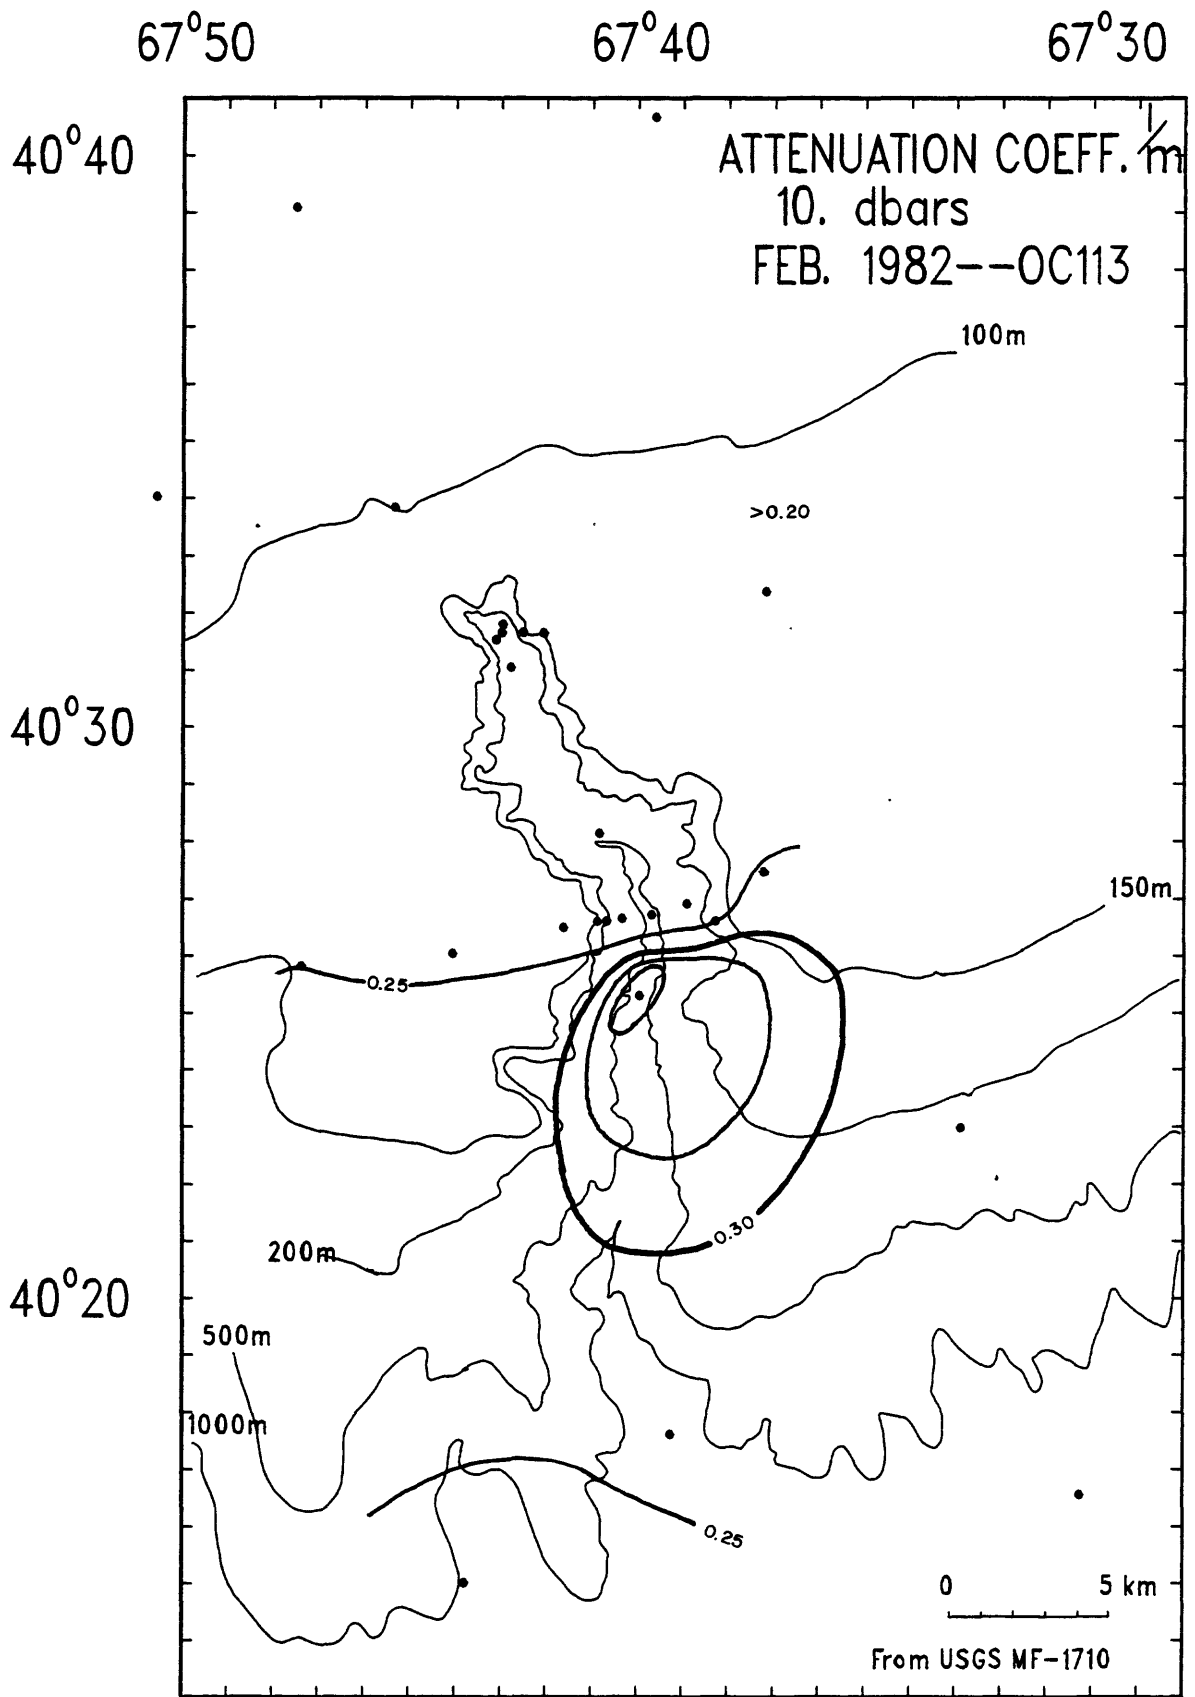 67°50 67°40 67°30
40°40
ATTENUATION COEFF. 1/m
10. dbars
FEB. 1982--OC113
100m
>0.20
40°30
150m
0.25
0.30
200m
40°20
500m
1000m
0.25
0 5 km
From USGS MF-1710